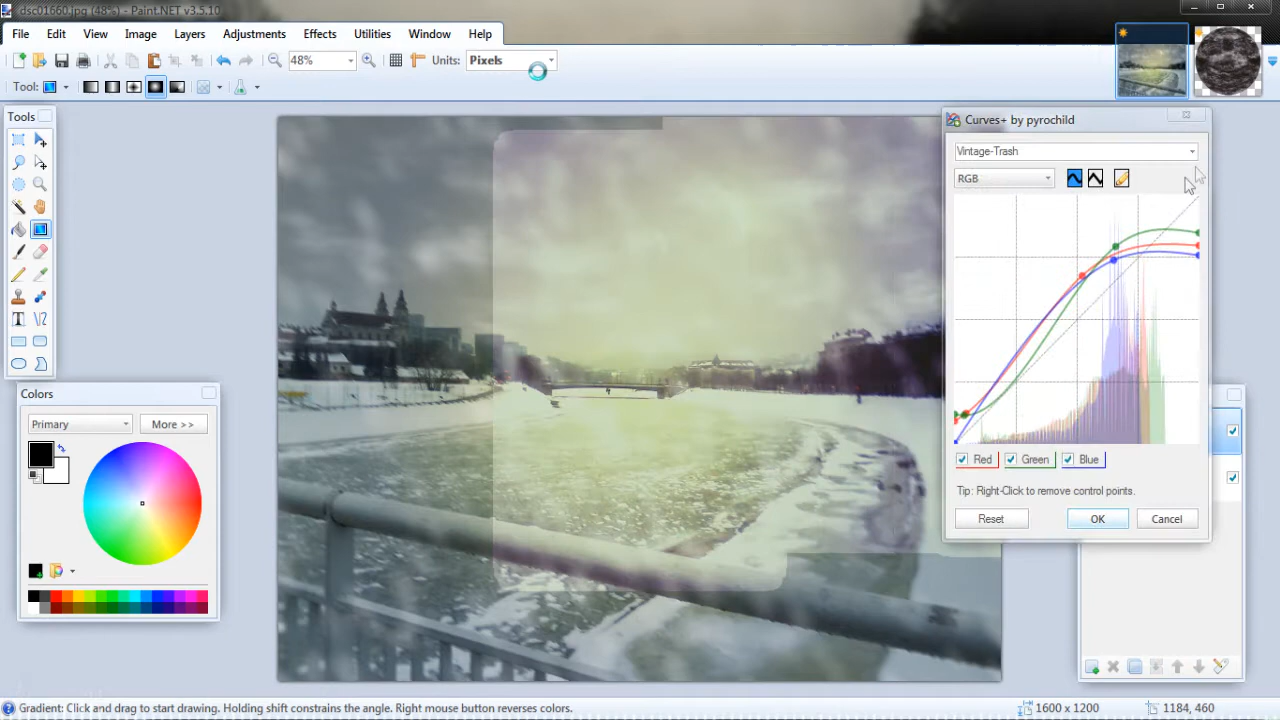 dsc01660.jpg (48%) - Paint.NET v3.5.10
File Edit View Image Layers Adjustments Effects Utilities Window Help
48% Units: Pixels
Tool:
Tools
Curves+ by pyrochild
Vintage-Trash
RGB
Red Green Blue
Tip: Right-Click to remove control points.
Reset OK Cancel
Colors
Primary More >>
Gradient: Click and drag to start drawing. Holding shift constrains the angle. Right mouse button reverses colors. 1600 x 1200 1184, 460